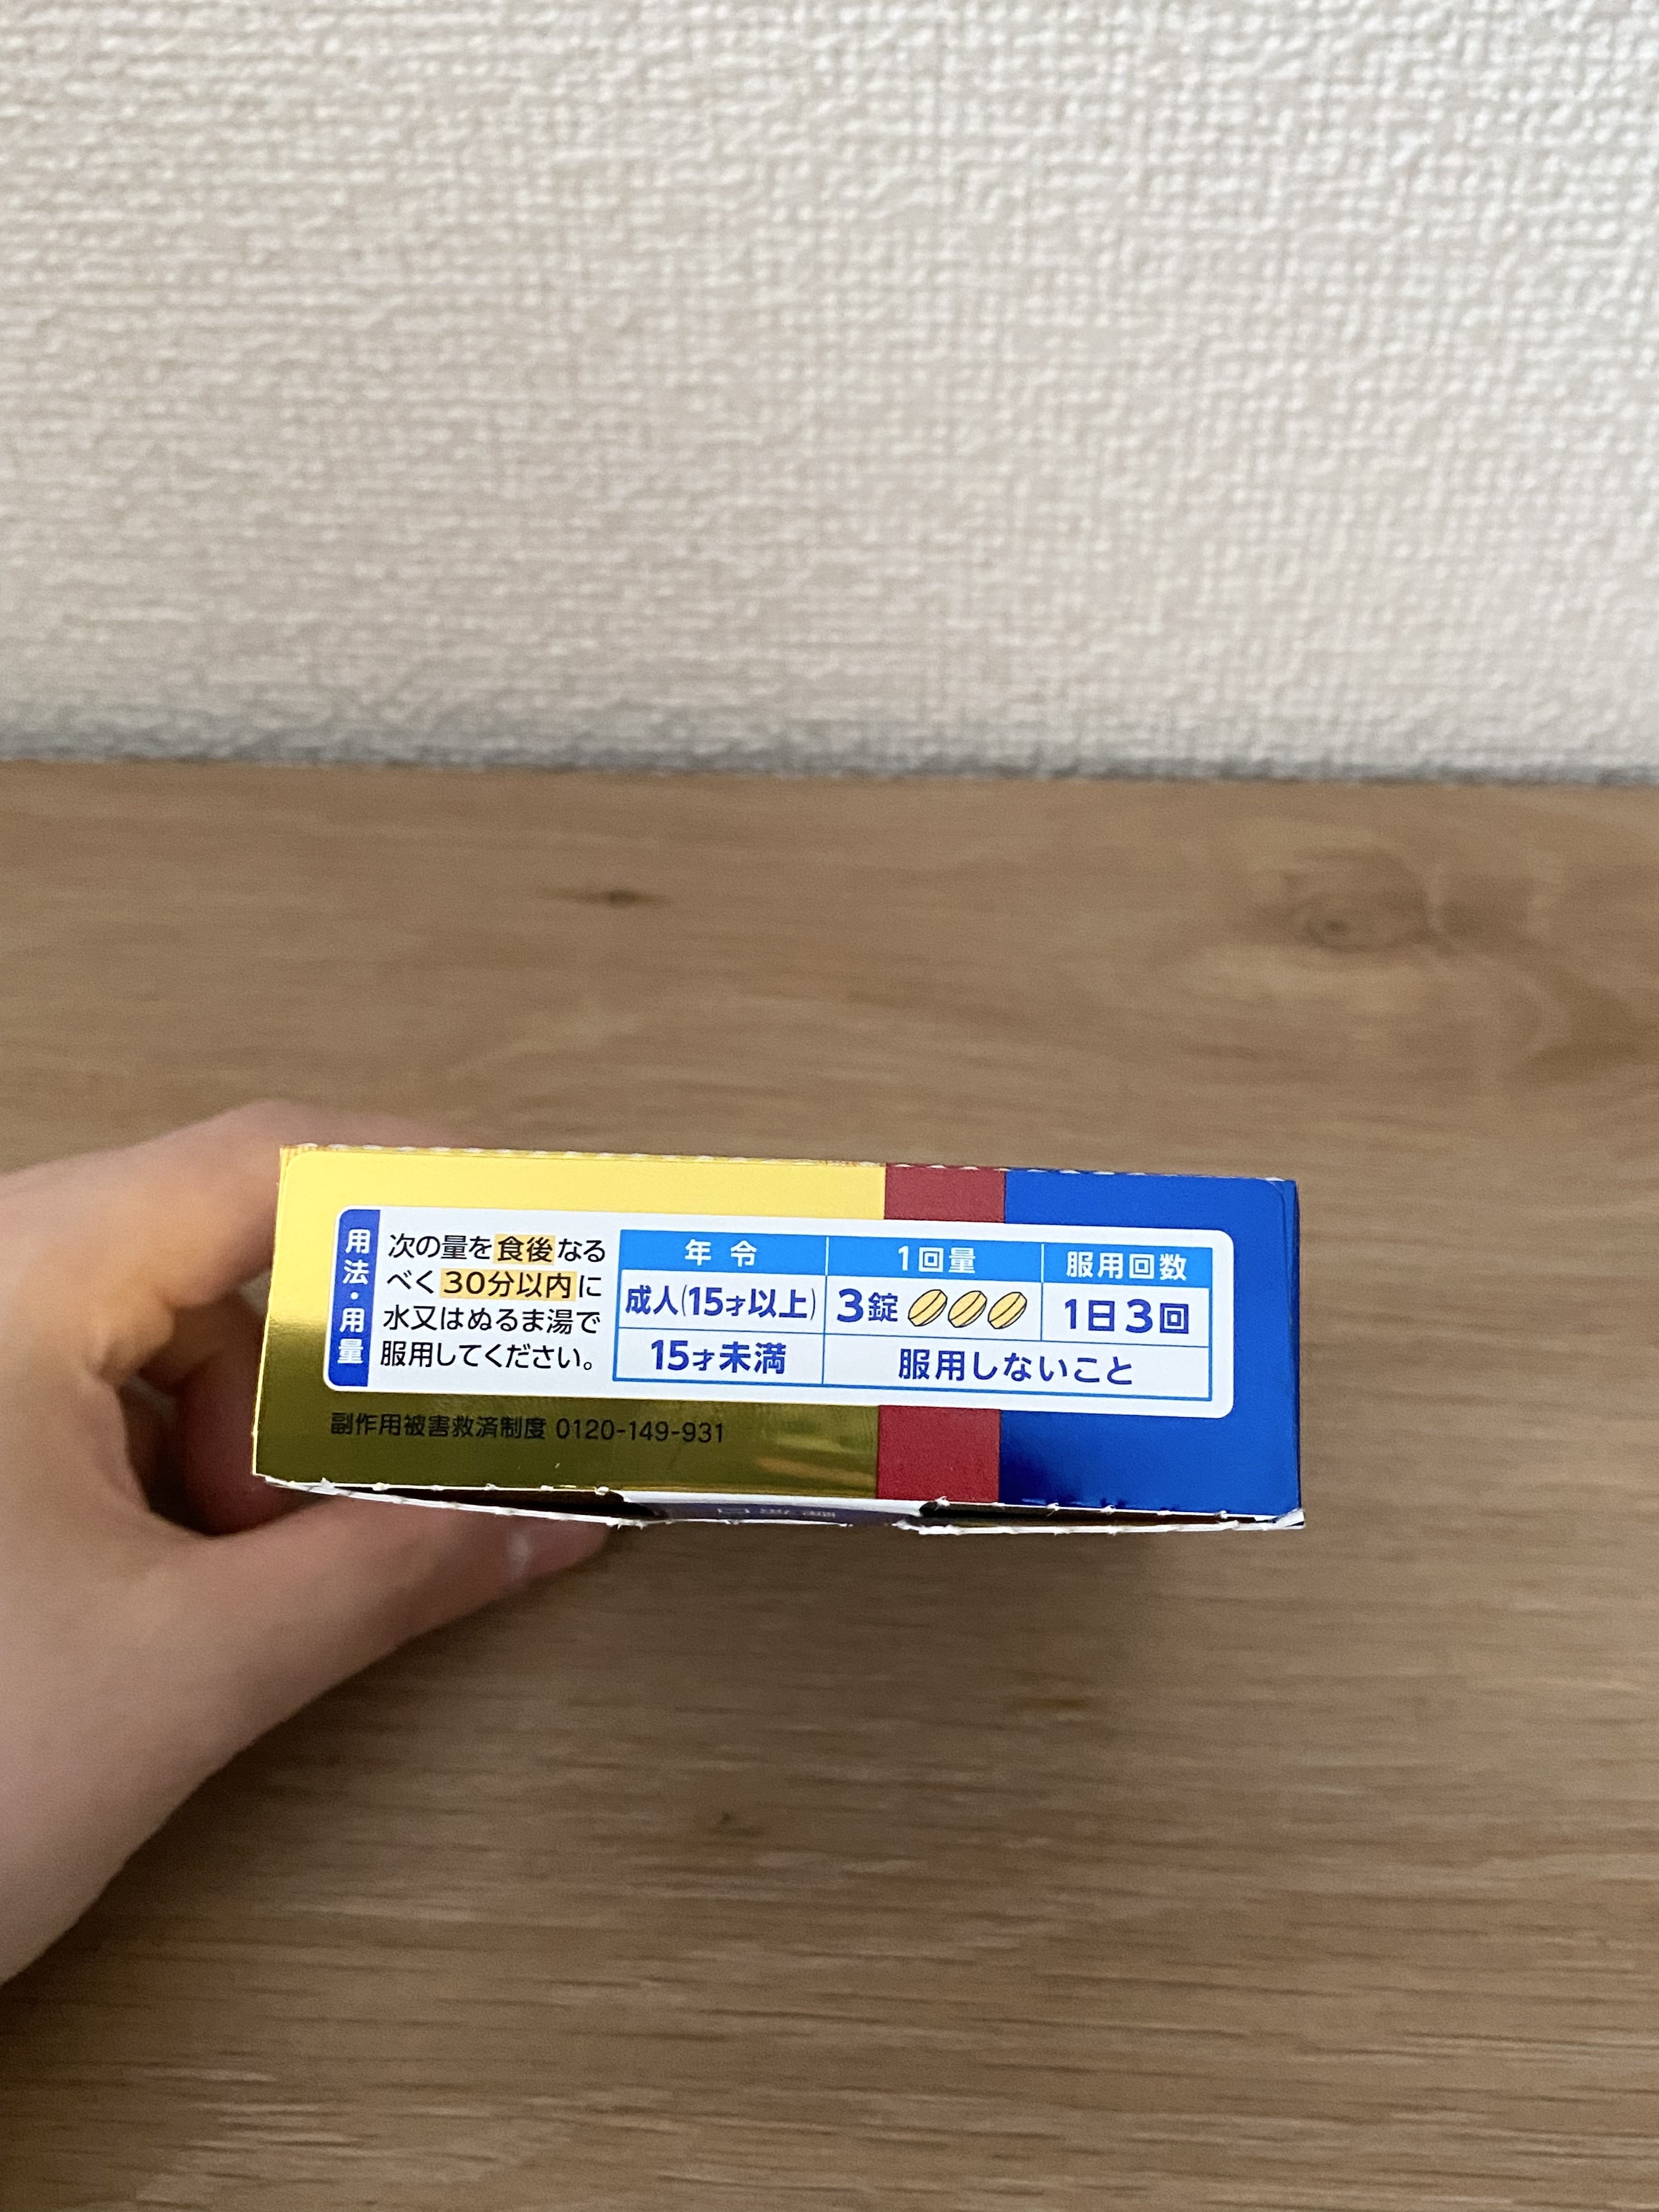 用法・用量
次の量を食後なる
べく30分以内に
水又はぬるま湯で
服用してください。
年令 1回量 服用回数
成人(15才以上) 3錠 1日3回
15才未満 服用しないこと
副作用被害救済制度 0120-149-931